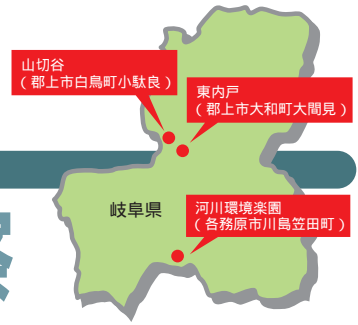 山切谷
（郡上市白鳥町小駄良）
東内戸
（郡上市大和町大間見）
岐阜県
河川環境楽園
（各務原市川島笠田町）